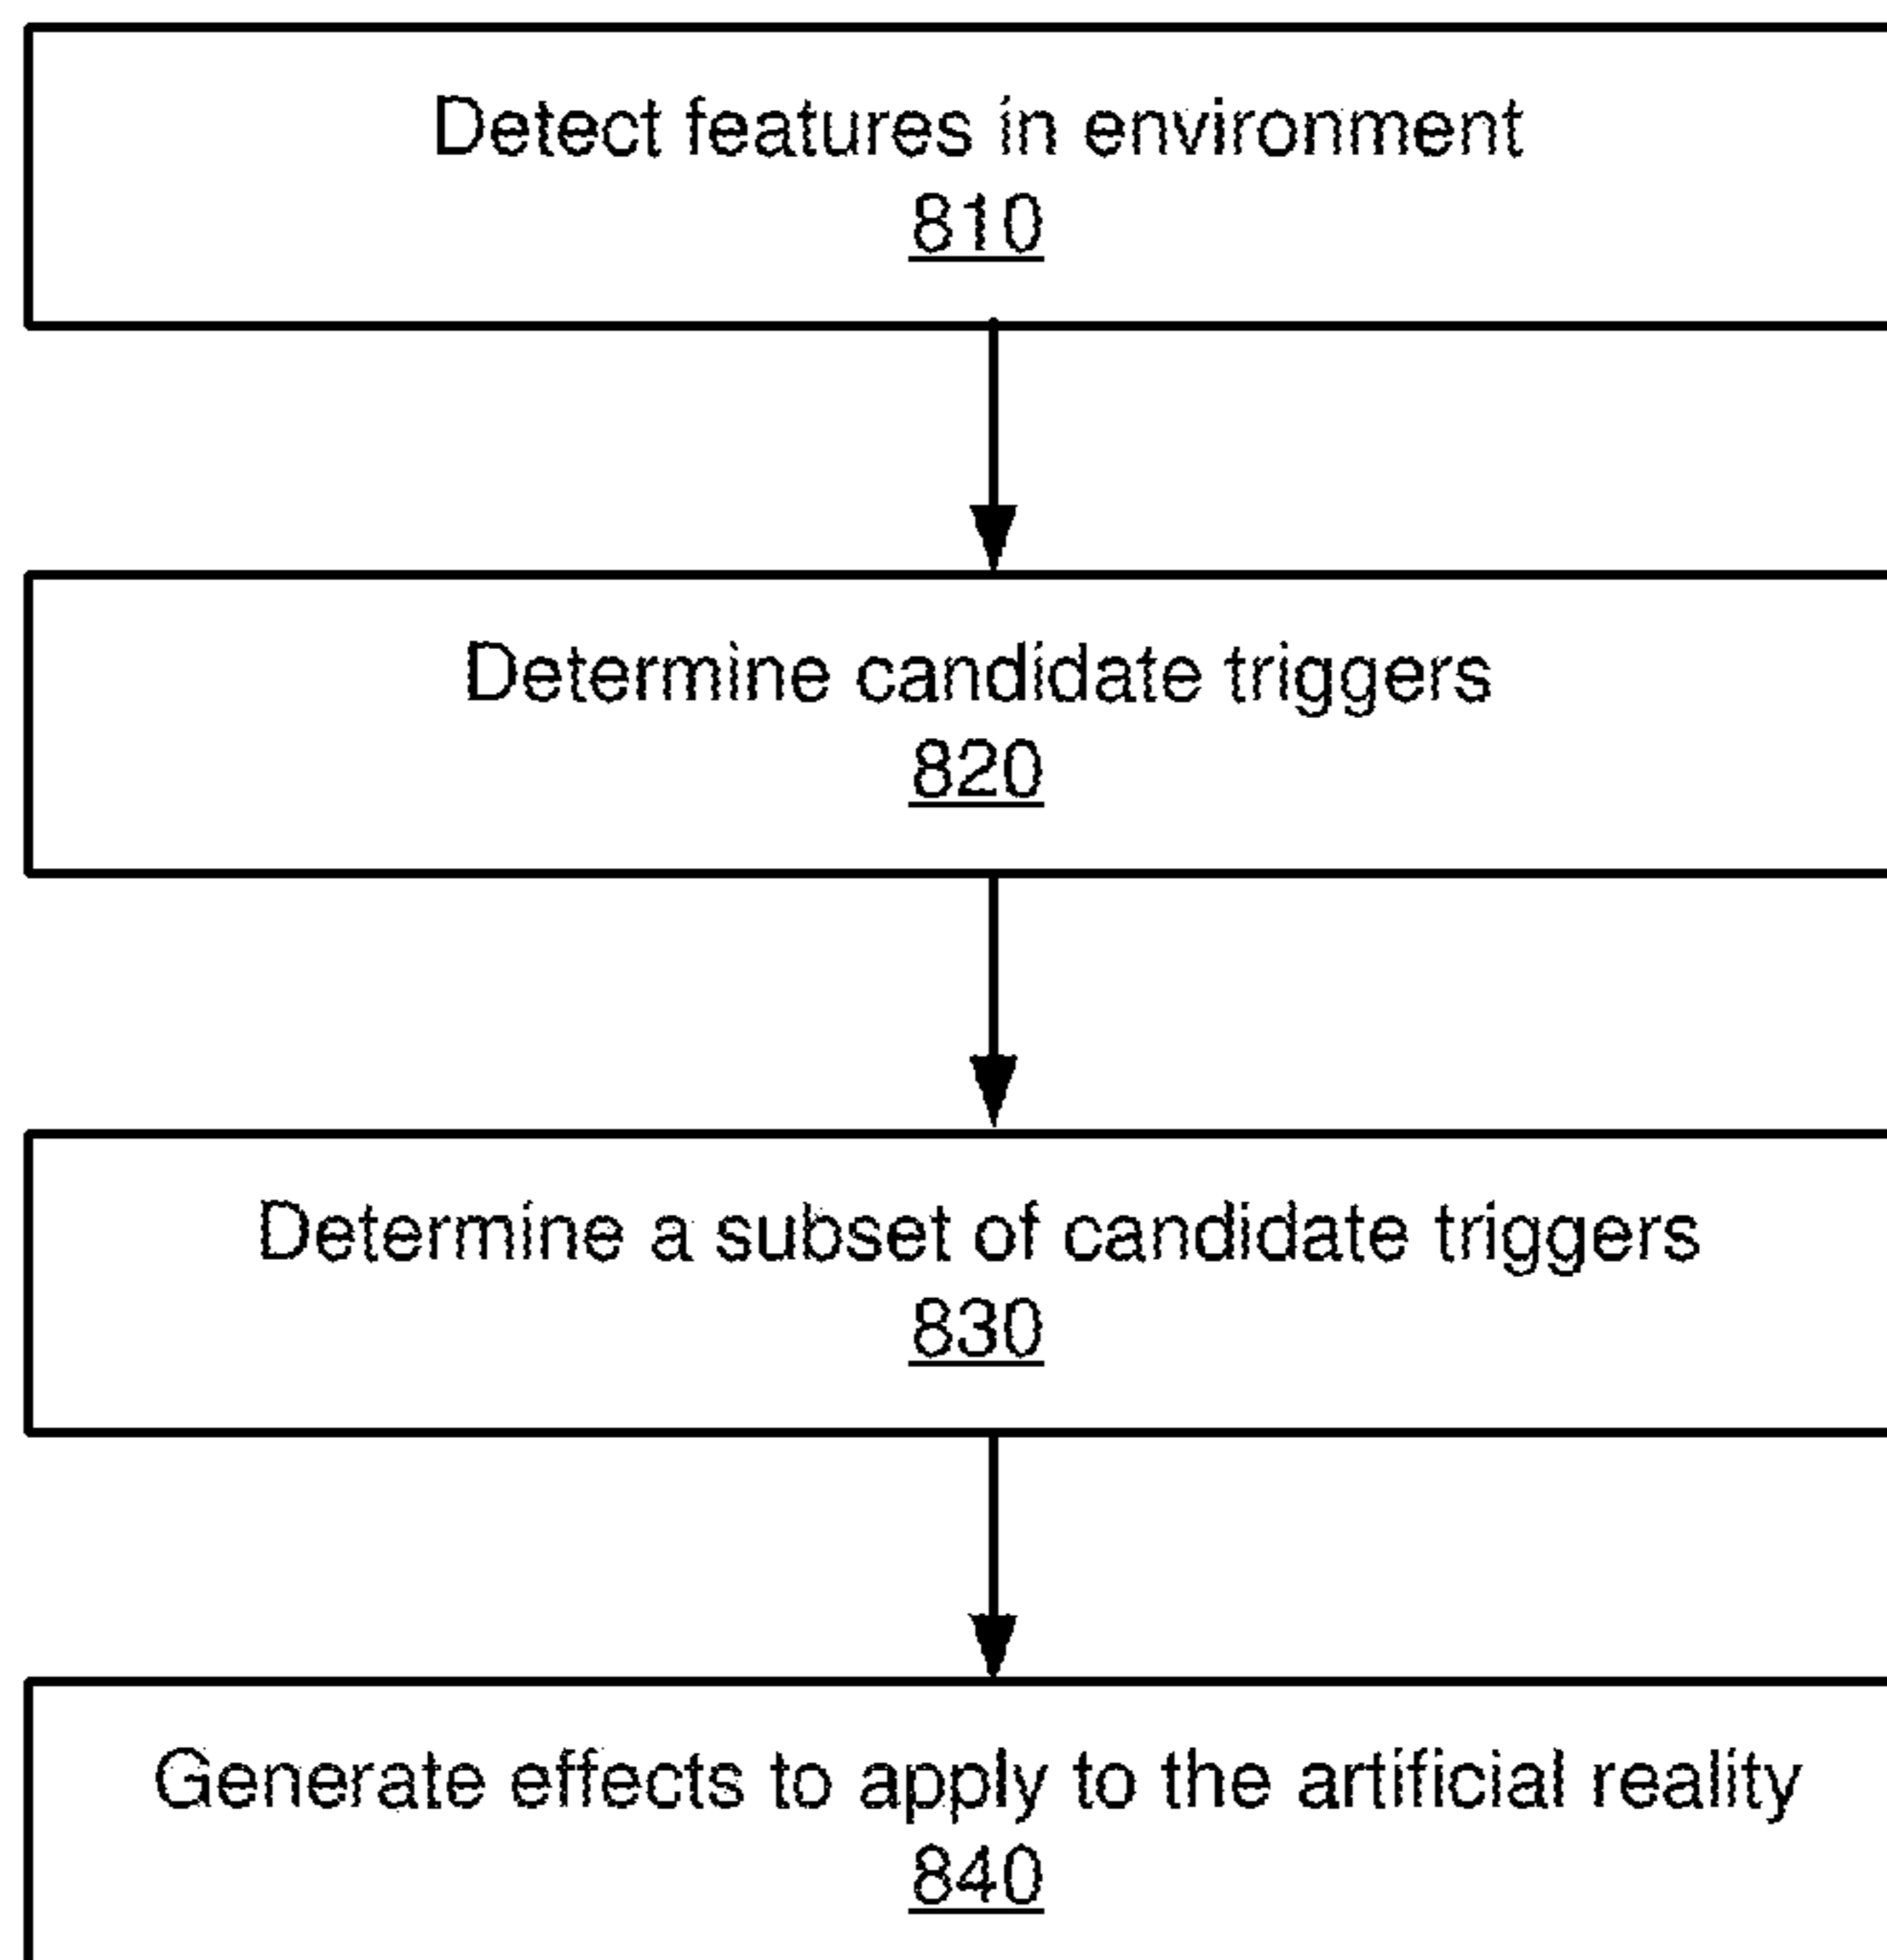 Detect features in environment
810
Determine candidate triggers
820
Determine a subset of candidate triggers
830
Generate effects to apply to the artificial reality
840